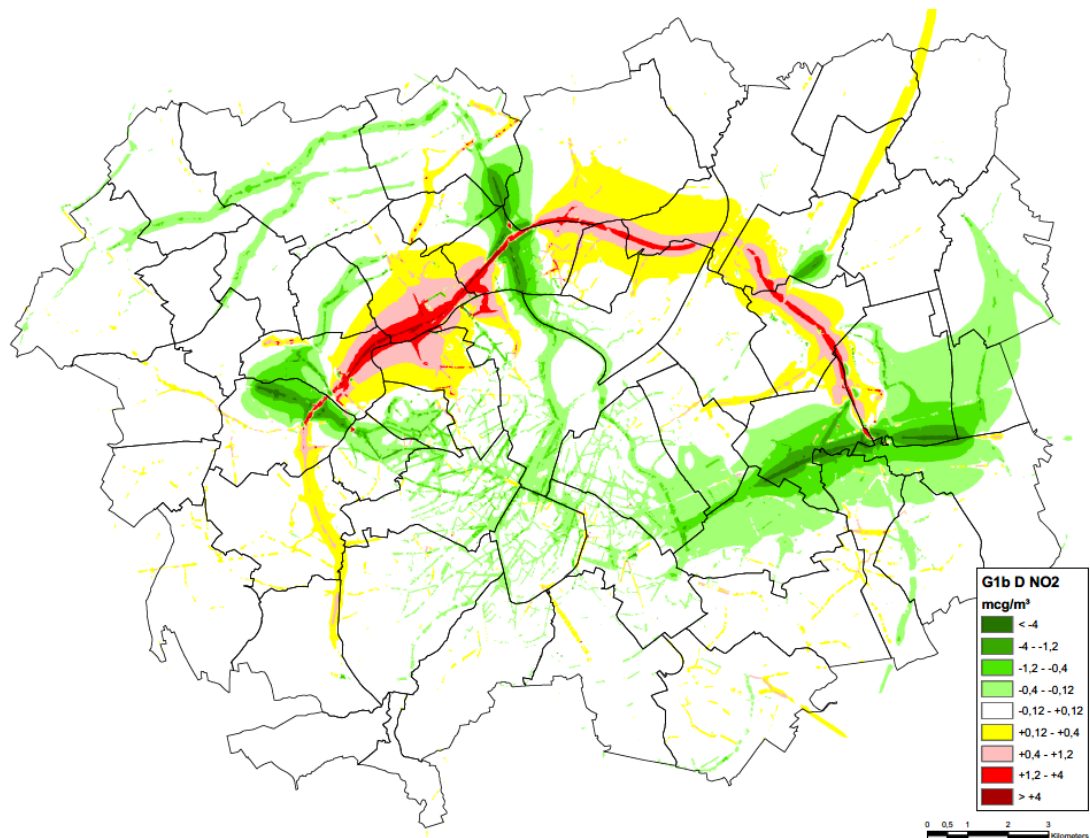 G1b D NO2
mcg/m³
< -4
-4 - -1,2
-1,2 - -0,4
-0,4 - -0,12
-0,12 - +0,12
+0,12 - +0,4
+0,4 - +1,2
+1,2 - +4
> +4
0 0,5 1 2 3
Kilometers